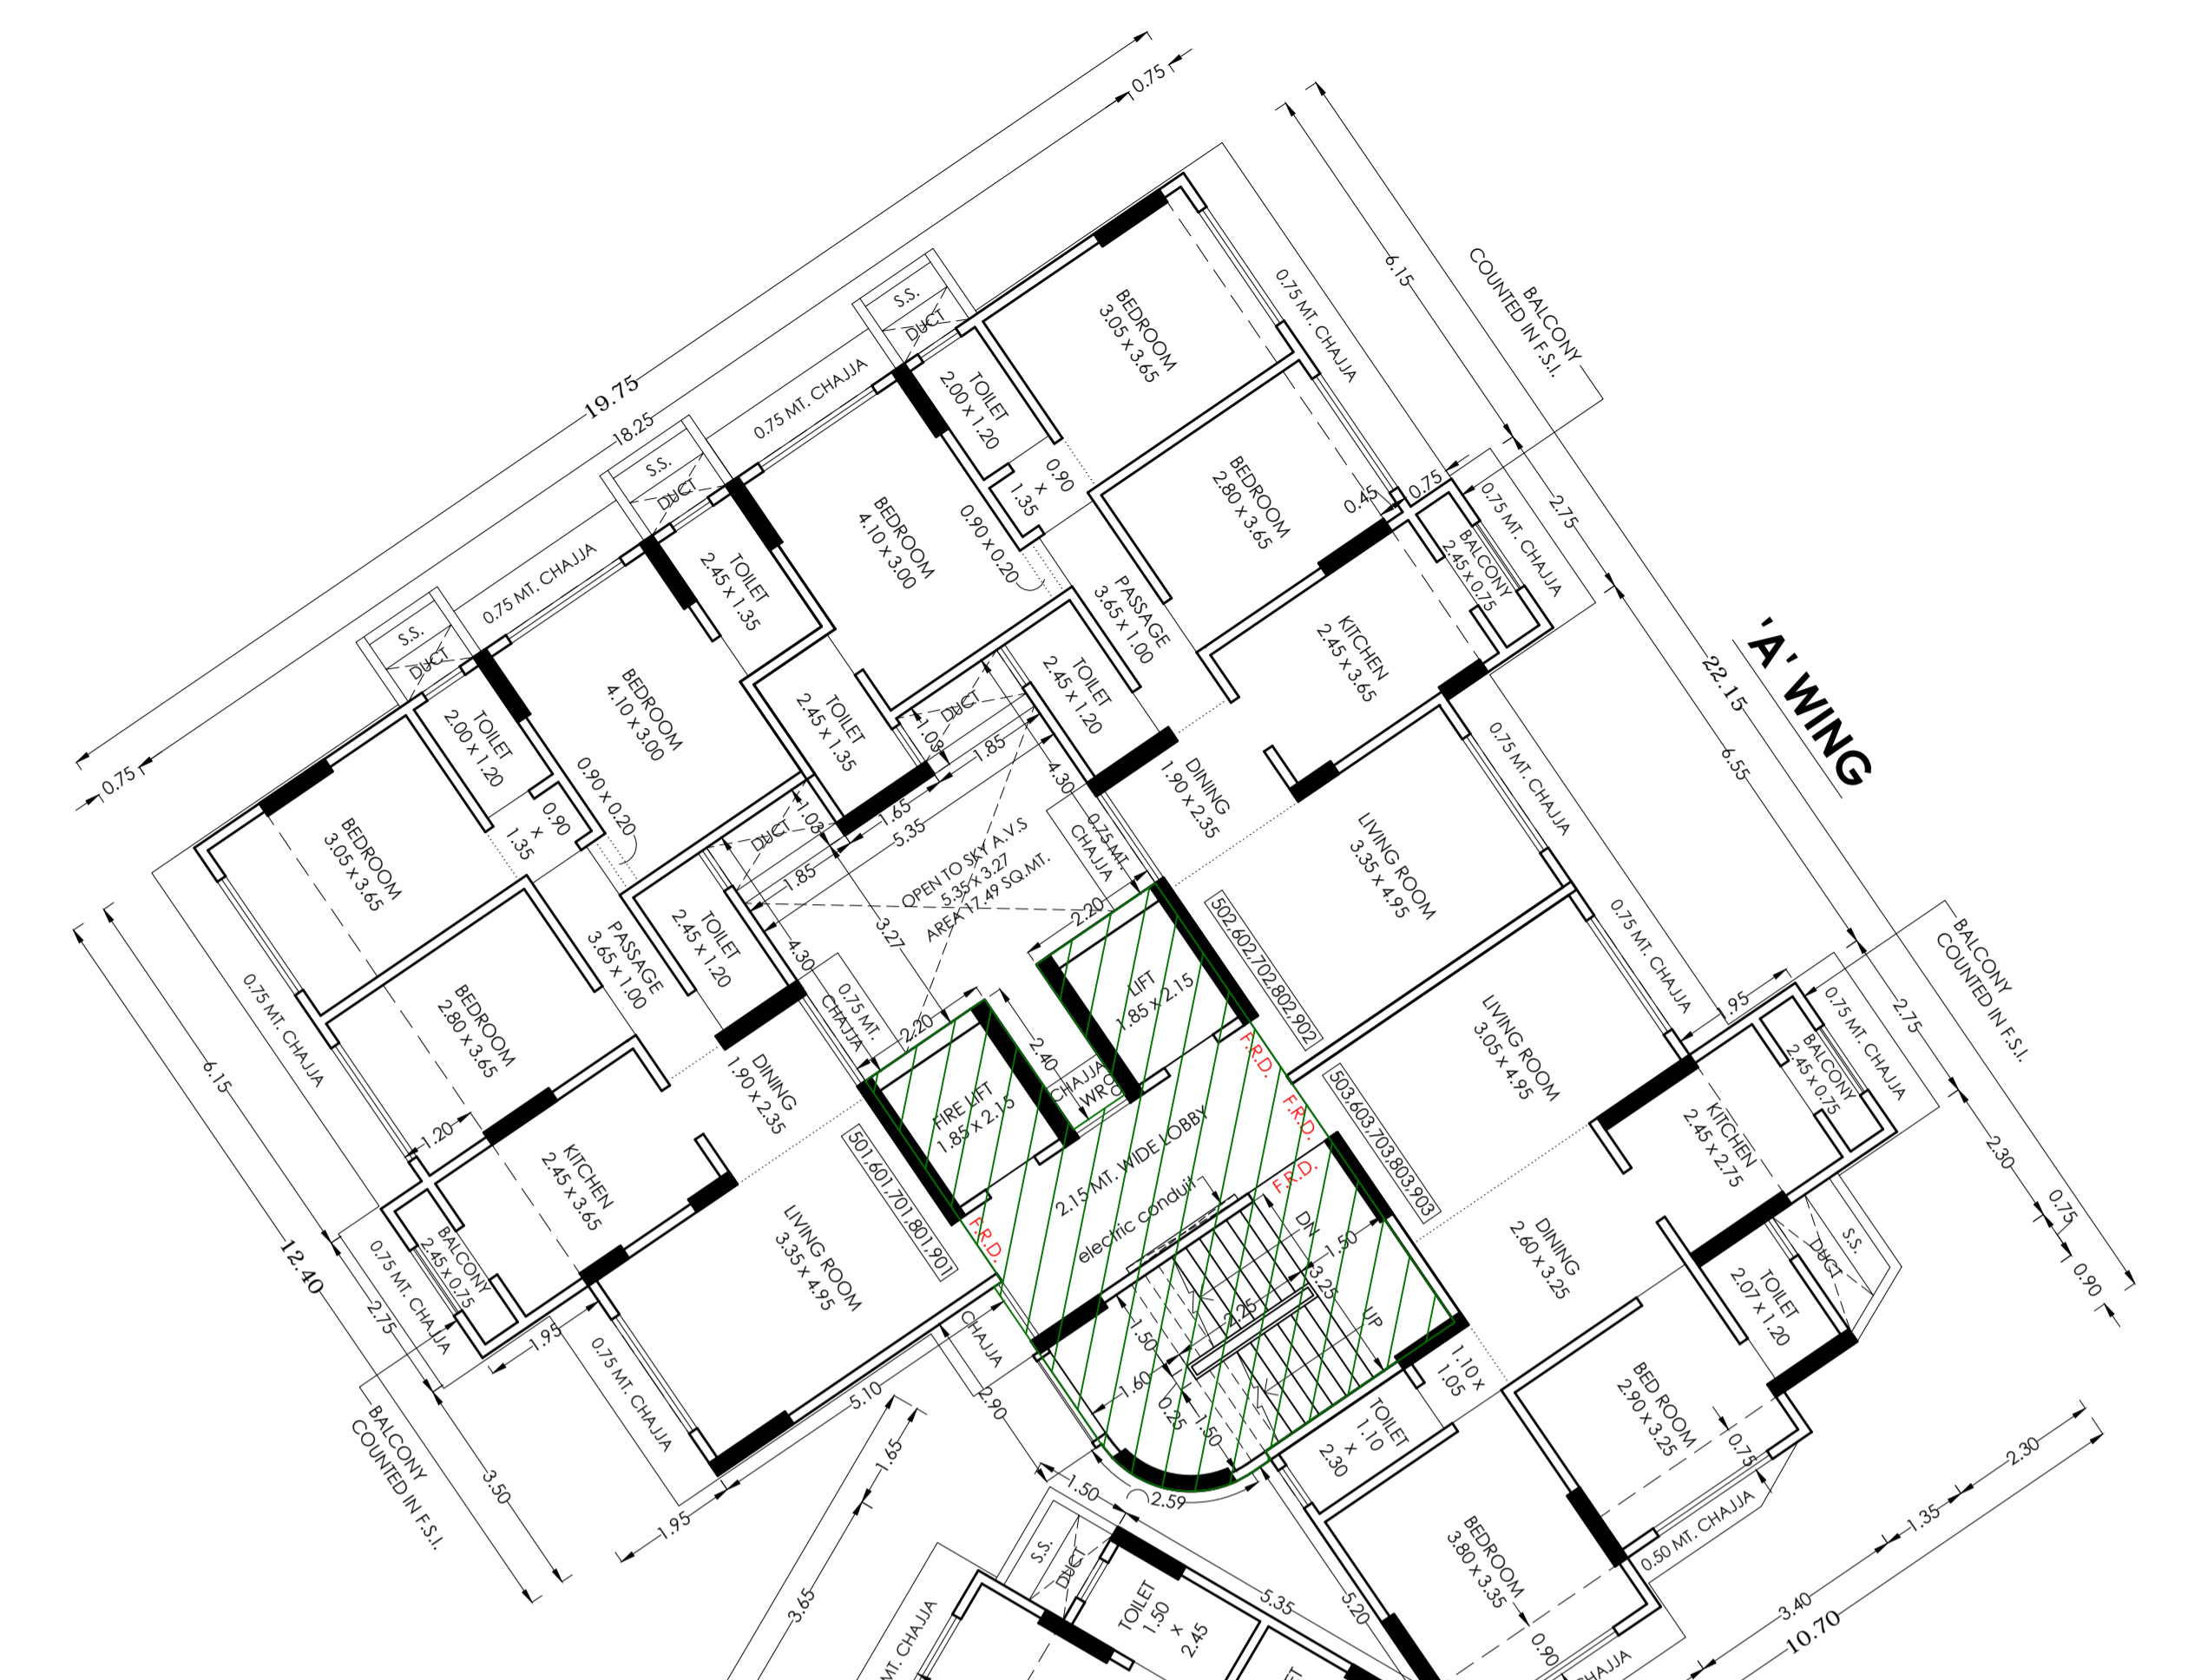 0.75
19.75
18.25
0.75
6.15
BALCONY
COUNTED IN F.S.I.
2.75
22.15
'A' WING
6.55
S.S.
DUCT
S.S.
DUCT
S.S.
DUCT
0.75 MT. CHAJJA
0.75 MT. CHAJJA
0.75 MT. CHAJJA
BEDROOM
3.05 x 3.65
TOILET
2.00 x 1.20
0.90
x
1.35
BEDROOM
2.80 x 3.65
0.45
0.75
0.75 MT. CHAJJA
BALCONY
2.45 x 0.75
BEDROOM
4.10 x 3.00
0.90 x 0.20
PASSAGE
3.65 x 1.00
KITCHEN
2.45 x 3.65
TOILET
2.45 x 1.35
TOILET
2.45 x 1.35
BEDROOM
4.10 x 3.00
0.90 x 0.20
TOILET
2.00 x 1.20
0.90
x
1.35
BEDROOM
3.05 x 3.65
TOILET
2.45 x 1.20
DUCT
1.03
1.85
4.30
1.65
5.35
DUCT
1.03
1.85
OPEN TO SKY A.V.S
5.35 x 3.27
AREA 17.49 SQ.MT.
3.27
4.30
DINING
1.90 x 2.35
0.75 MT.
CHAJJA
LIVING ROOM
3.35 x 4.95
0.75 MT. CHAJJA
0.75 MT. CHAJJA
TOILET
2.45 x 1.20
PASSAGE
3.65 x 1.00
BEDROOM
2.80 x 3.65
0.75 MT. CHAJJA
6.15
12.40
2.75
3.50
0.75 MT.
CHAJJA
2.20
2.20
2.40
LIFT
1.85 x 2.15
FIRE LIFT
1.85 x 2.15
CHAJJA
502,602,702,802,902
F.R.D.
F.R.D.
F.R.D.
F.R.D.
503,603,703,803,903
501,601,701,801,901
2.15 MT. WIDE LOBBY
electric conduit
DN
UP
1.50
3.25
2.25
1.50
1.60
0.25
1.50
LIVING ROOM
3.05 x 4.95
.95
0.75 MT. CHAJJA
BALCONY
2.45 x 0.75
BALCONY
COUNTED IN F.S.I.
2.75
2.30
0.75
0.90
KITCHEN
2.45 x 2.75
DINING
2.60 x 3.25
S.S.
DUCT
TOILET
2.07 x 1.20
BED ROOM
2.90 x 3.25
0.75
0.50 MT. CHAJJA
1.10 x
1.05
TOILET
1.10
x
2.30
BEDROOM
3.80 x 3.35
0.90
CHAJJA
2.30
1.35
3.40
10.70
1.20
DINING
1.90 x 2.35
KITCHEN
2.45 x 3.65
BALCONY
2.45 x 0.75
0.75 MT. CHAJJA
BALCONY
COUNTED IN F.S.I.
1.95
0.75 MT. CHAJJA
LIVING ROOM
3.35 x 4.95
CHAJJA
5.10
2.90
1.95
1.65
3.65
1.50
2.59
5.35
5.20
S.S.
DUCT
TOILET
1.50
x
2.45
MT. CHAJJA